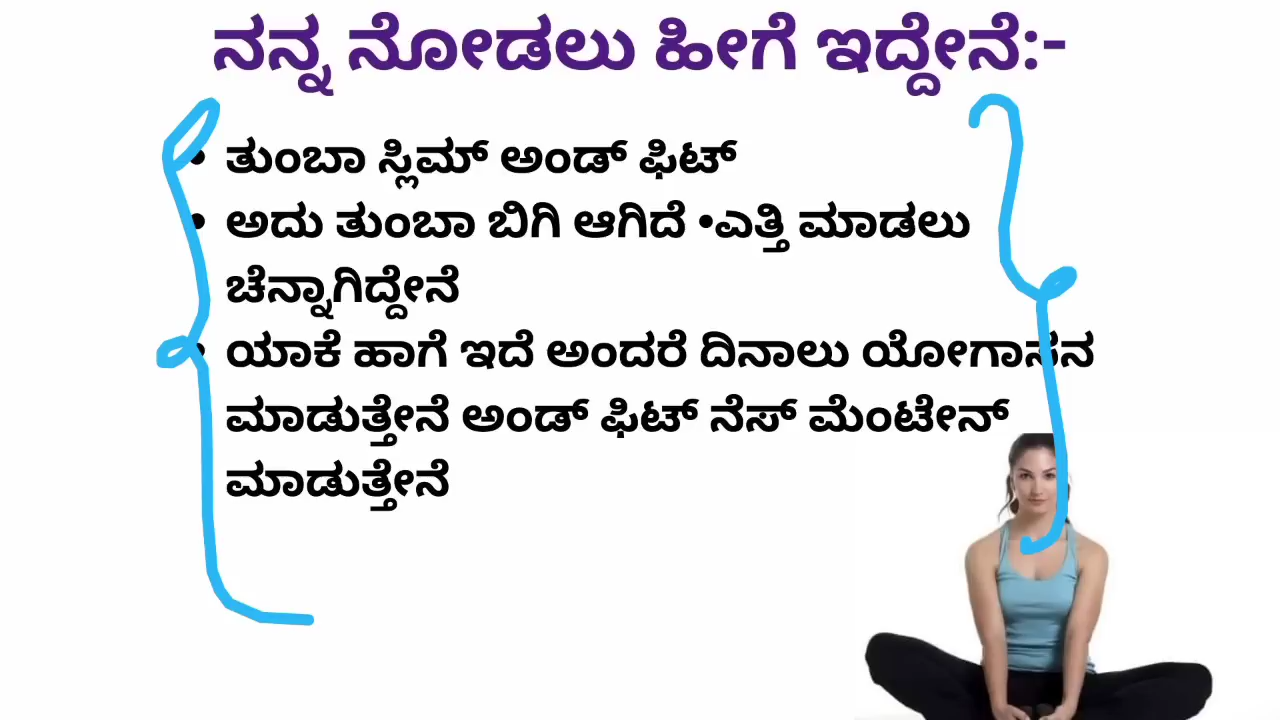 ನನ್ನ ನೋಡಲು ಹೀಗೆ ಇದ್ದೇನೆ:-
• ತುಂಬಾ ಸ್ಲಿಮ್ ಅಂಡ್ ಫಿಟ್
• ಅದು ತುಂಬಾ ಬಿಗಿ ಆಗಿದೆ •ಎತ್ತಿ ಮಾಡಲು
ಚೆನ್ನಾಗಿದ್ದೇನೆ
• ಯಾಕೆ ಹಾಗೆ ಇದೆ ಅಂದರೆ ದಿನಾಲು ಯೋಗಾಸನ
ಮಾಡುತ್ತೇನೆ ಅಂಡ್ ಫಿಟ್ ನೆಸ್ ಮೆಂಟೇನ್
ಮಾಡುತ್ತೇನೆ